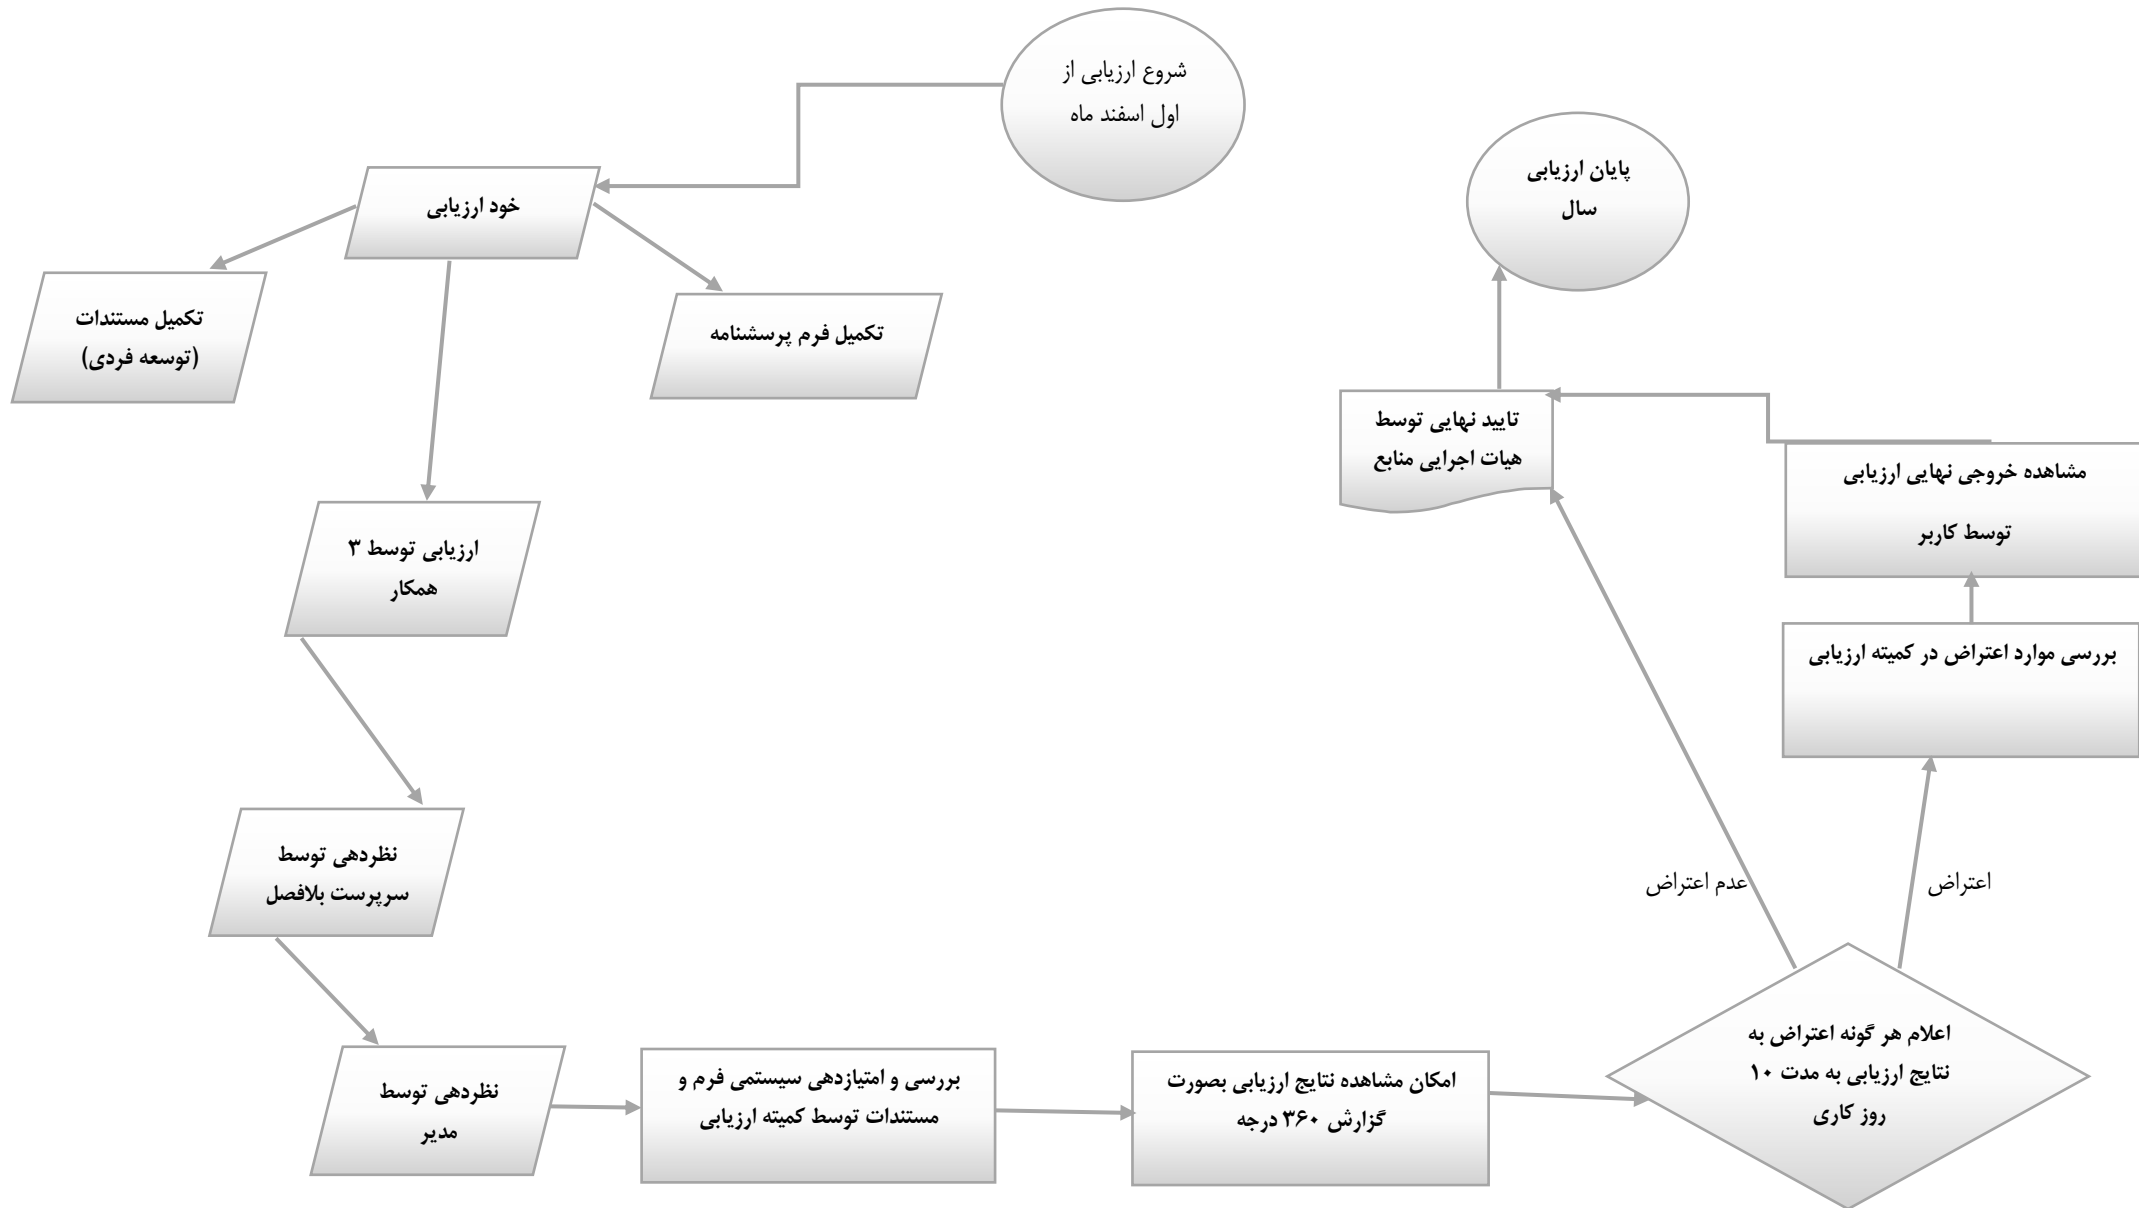 شروع ارزیابی از
اول اسفند ماه
خود ارزیابی
تکمیل مستندات
(توسعه فردی)
تکمیل فرم پرسشنامه
ارزیابی توسط ۳
همکار
نظردهی توسط
سرپرست بلافصل
نظردهی توسط
مدیر
بررسی و امتیازدهی سیستمی فرم و
مستندات توسط کمیته ارزیابی
امکان مشاهده نتایج ارزیابی بصورت
گزارش ۳۶۰ درجه
اعلام هر گونه اعتراض به
نتایج ارزیابی به مدت ۱۰
روز کاری
عدم اعتراض
اعتراض
بررسی موارد اعتراض در کمیته ارزیابی
مشاهده خروجی نهایی ارزیابی
توسط کاربر
تایید نهایی توسط
هیات اجرایی منابع
پایان ارزیابی
سال